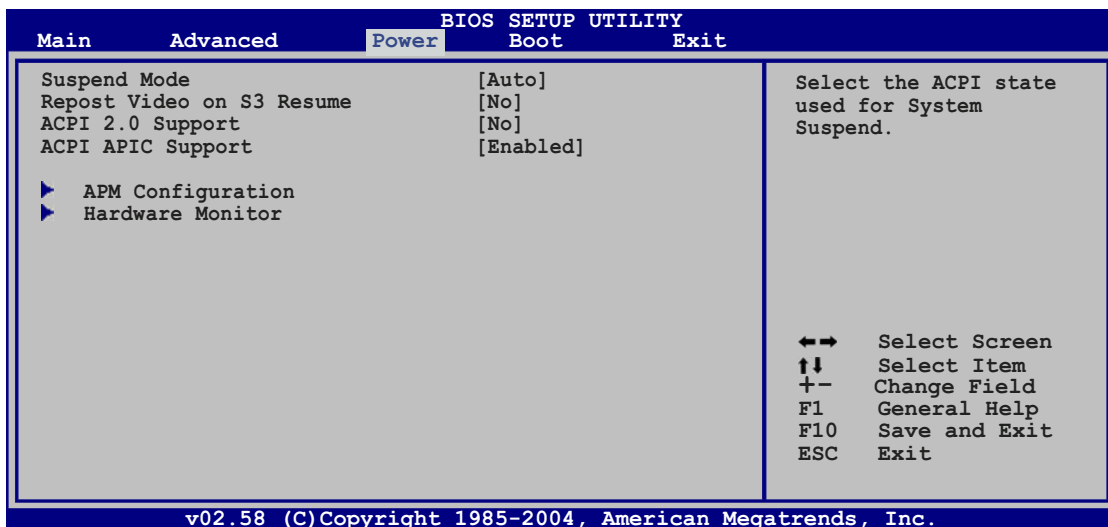 BIOS SETUP UTILITY
Main Advanced Power Boot Exit
Suspend Mode [Auto]
Repost Video on S3 Resume [No]
ACPI 2.0 Support [No]
ACPI APIC Support [Enabled]
APM Configuration
Hardware Monitor
Select the ACPI state
used for System
Suspend.
←→ Select Screen
↑↓ Select Item
+- Change Field
F1 General Help
F10 Save and Exit
ESC Exit
v02.58 (C)Copyright 1985-2004, American Megatrends, Inc.